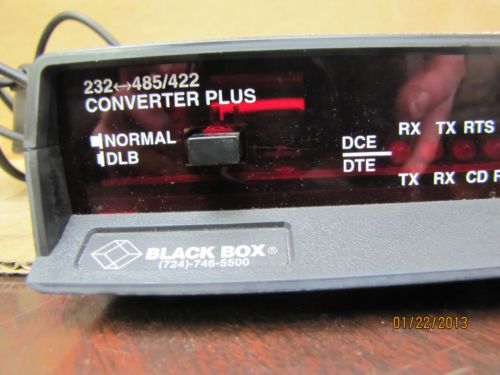 232↔485/422
CONVERTER PLUS
NORMAL
DLB
DCE RX TX RTS
DTE TX RX CD
BLACK BOX®
(724)-746-5500
01/22/2013